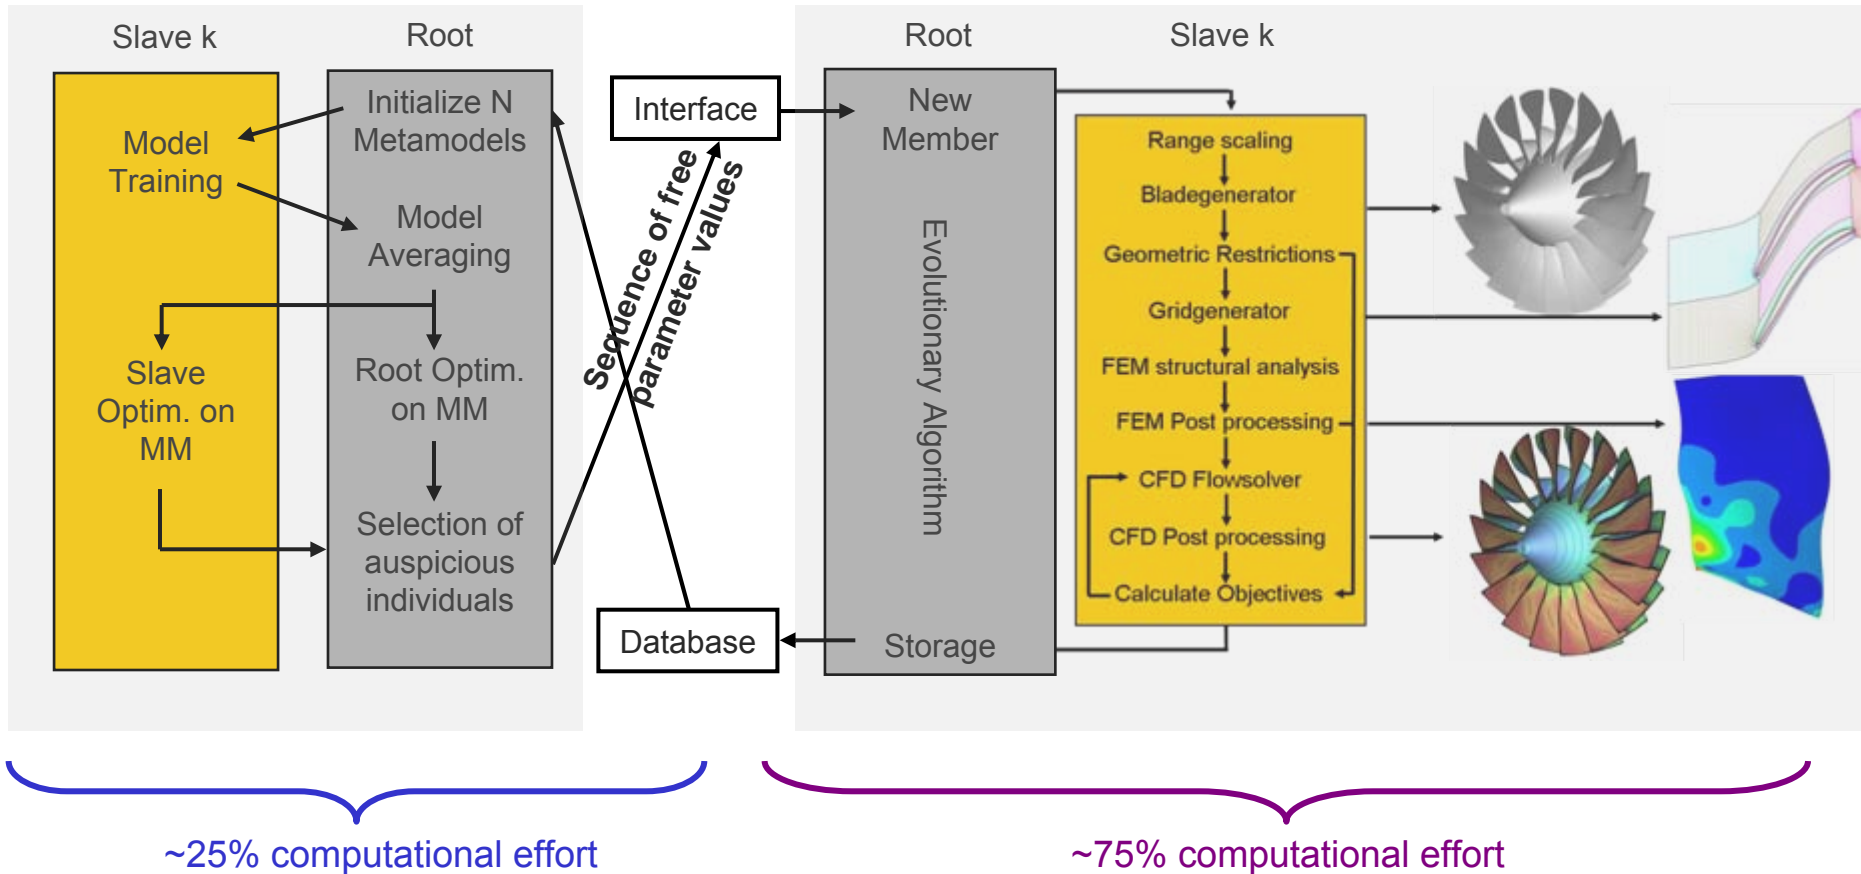 Slave k
Root
Initialize N
Metamodels
Model
Training
Model
Averaging
Slave
Optim. on
MM
Root Optim.
on MM
Selection of
auspicious
individuals
Interface
Sequence of free
parameter values
Database
Root
Slave k
New
Member
Evolutionary Algorithm
Storage
Range scaling
Bladegenerator
Geometric Restrictions
Gridgenerator
FEM structural analysis
FEM Post processing
CFD Flowsolver
CFD Post processing
Calculate Objectives
~25% computational effort
~75% computational effort